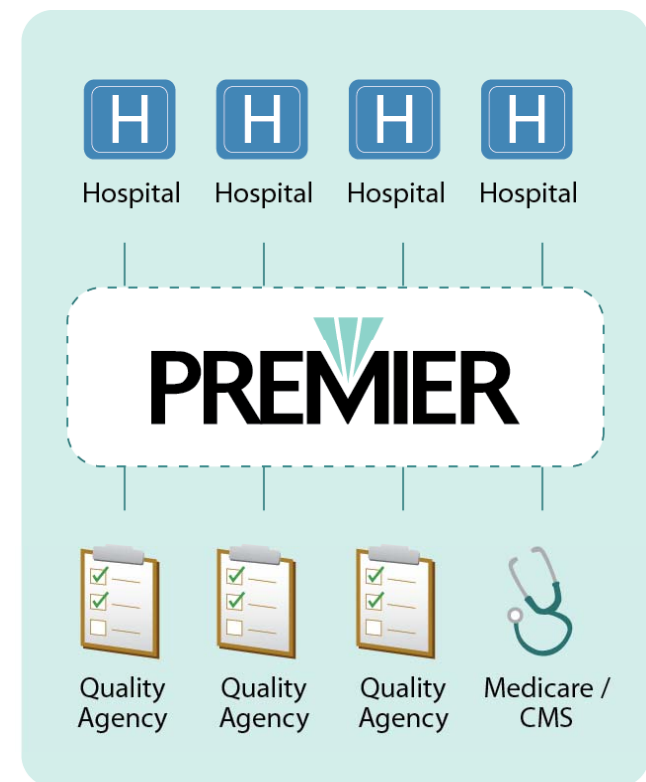 H H H H
Hospital Hospital Hospital Hospital
PREMIER
Quality Quality Quality Medicare /
Agency Agency Agency CMS